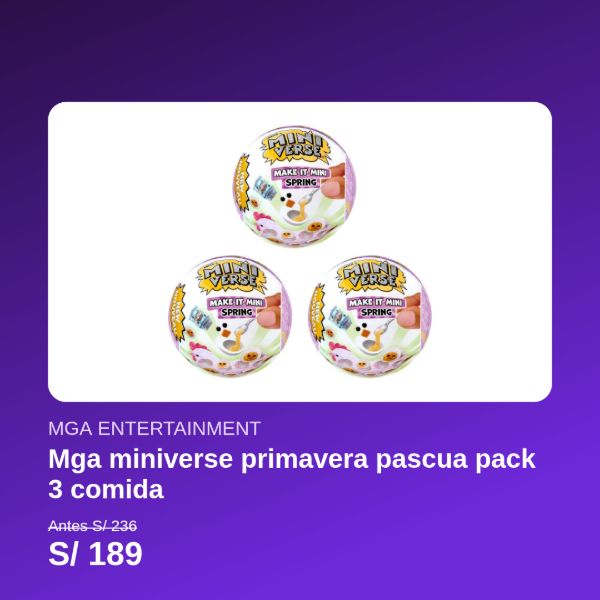 MINI
VERSE
MAKE IT MINI
SPRING
MINI
VERSE
MAKE IT MINI
SPRING
MINI
VERSE
MAKE IT MINI
SPRING
MGA ENTERTAINMENT
Mga miniverse primavera pascua pack
3 comida
Antes S/ 236
S/ 189